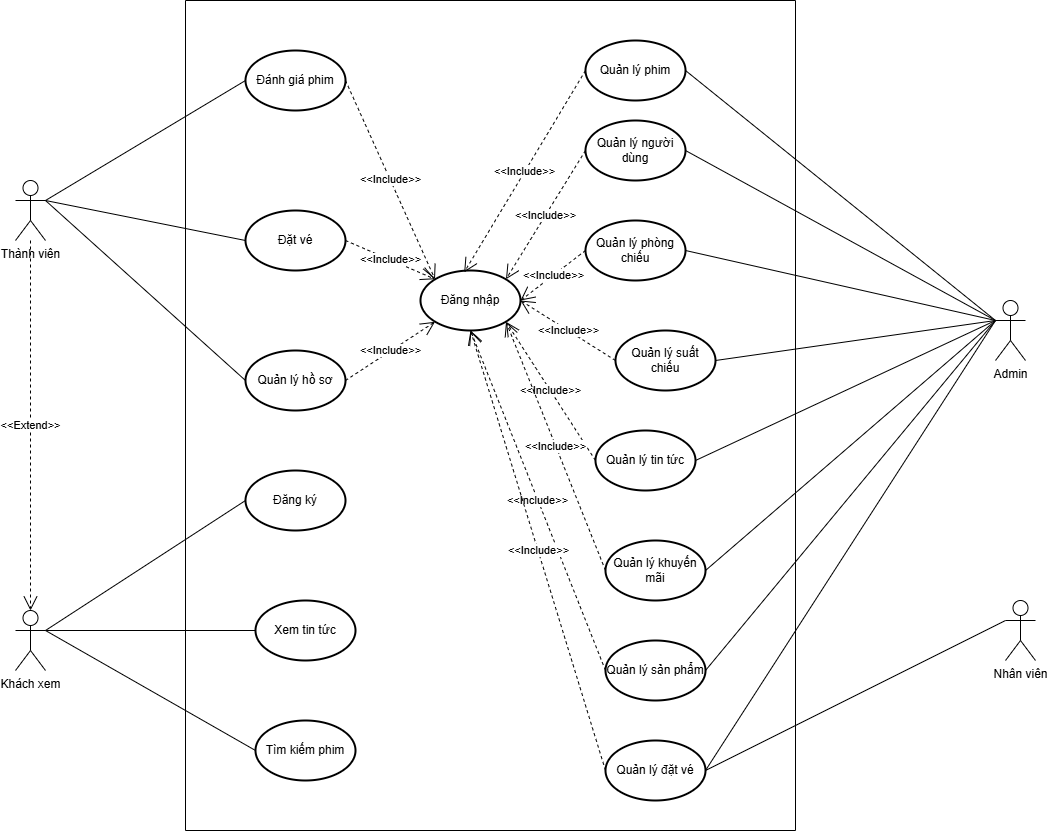 Đánh giá phim
Quản lý phim
Quản lý người
dùng
<<Include>>
<<Include>>
<<Include>>
Thành viên
Đặt vé
Quản lý phòng
chiếu
<<Include>>
<<Include>>
Đăng nhập
<<Include>>
<<Include>>
Quản lý hồ sơ
Quản lý suất
chiếu
Admin
<<Include>>
<<Extend>>
<<Include>>
Quản lý tin tức
Đăng ký
<<Include>>
<<Include>>
Quản lý khuyến
mãi
Xem tin tức
Khách xem
Quản lý sản phẩm
Nhân viên
Tìm kiếm phim
Quản lý đặt vé